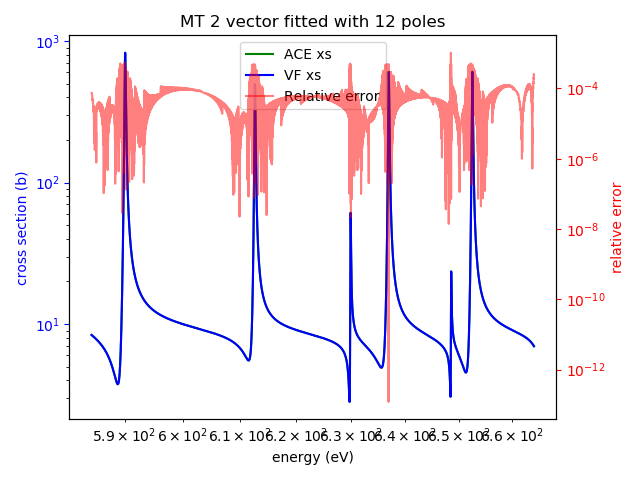 MT 2 vector fitted with 12 poles
ACE xs
VF xs
Relative error
10³
10²
10¹
cross section (b)
10⁻⁴
10⁻⁶
10⁻⁸
10⁻¹⁰
10⁻¹²
relative error
5.9 × 10² 6 × 10² 6.1 × 10² 6.2 × 10² 6.3 × 10² 6.4 × 10² 6.5 × 10² 6.6 × 10²
energy (eV)